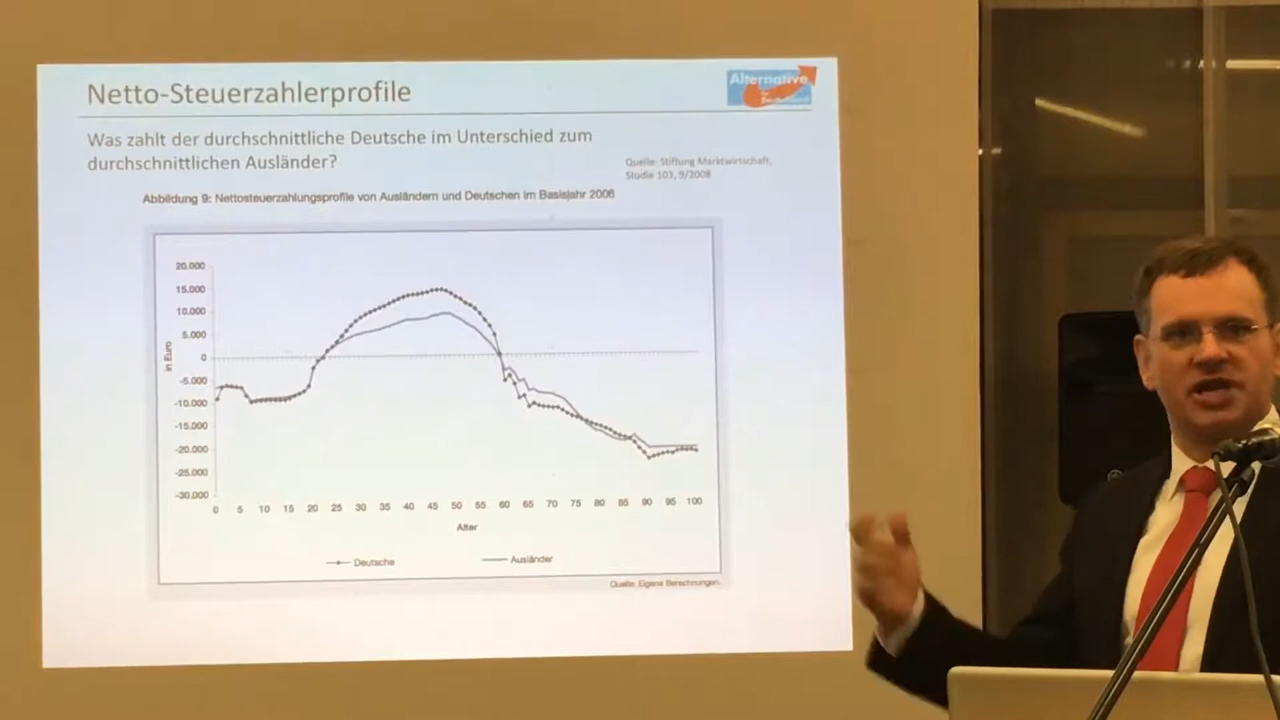 Netto-Steuerzahlerprofile
Alternative
für
Deutschland
Was zahlt der durchschnittliche Deutsche im Unterschied zum
durchschnittlichen Ausländer?
Quelle: Stiftung Marktwirtschaft,
Studie 103, 9/2008
Abbildung 9: Nettosteuerzahlungsprofile von Ausländern und Deutschen im Basisjahr 2006
20.000
15.000
10.000
5.000
0
-5.000
-10.000
-15.000
-20.000
-25.000
-30.000
in Euro
0 5 10 15 20 25 30 35 40 45 50 55 60 65 70 75 80 85 90 95 100
Alter
Deutsche Ausländer
Quelle: Eigene Berechnungen.